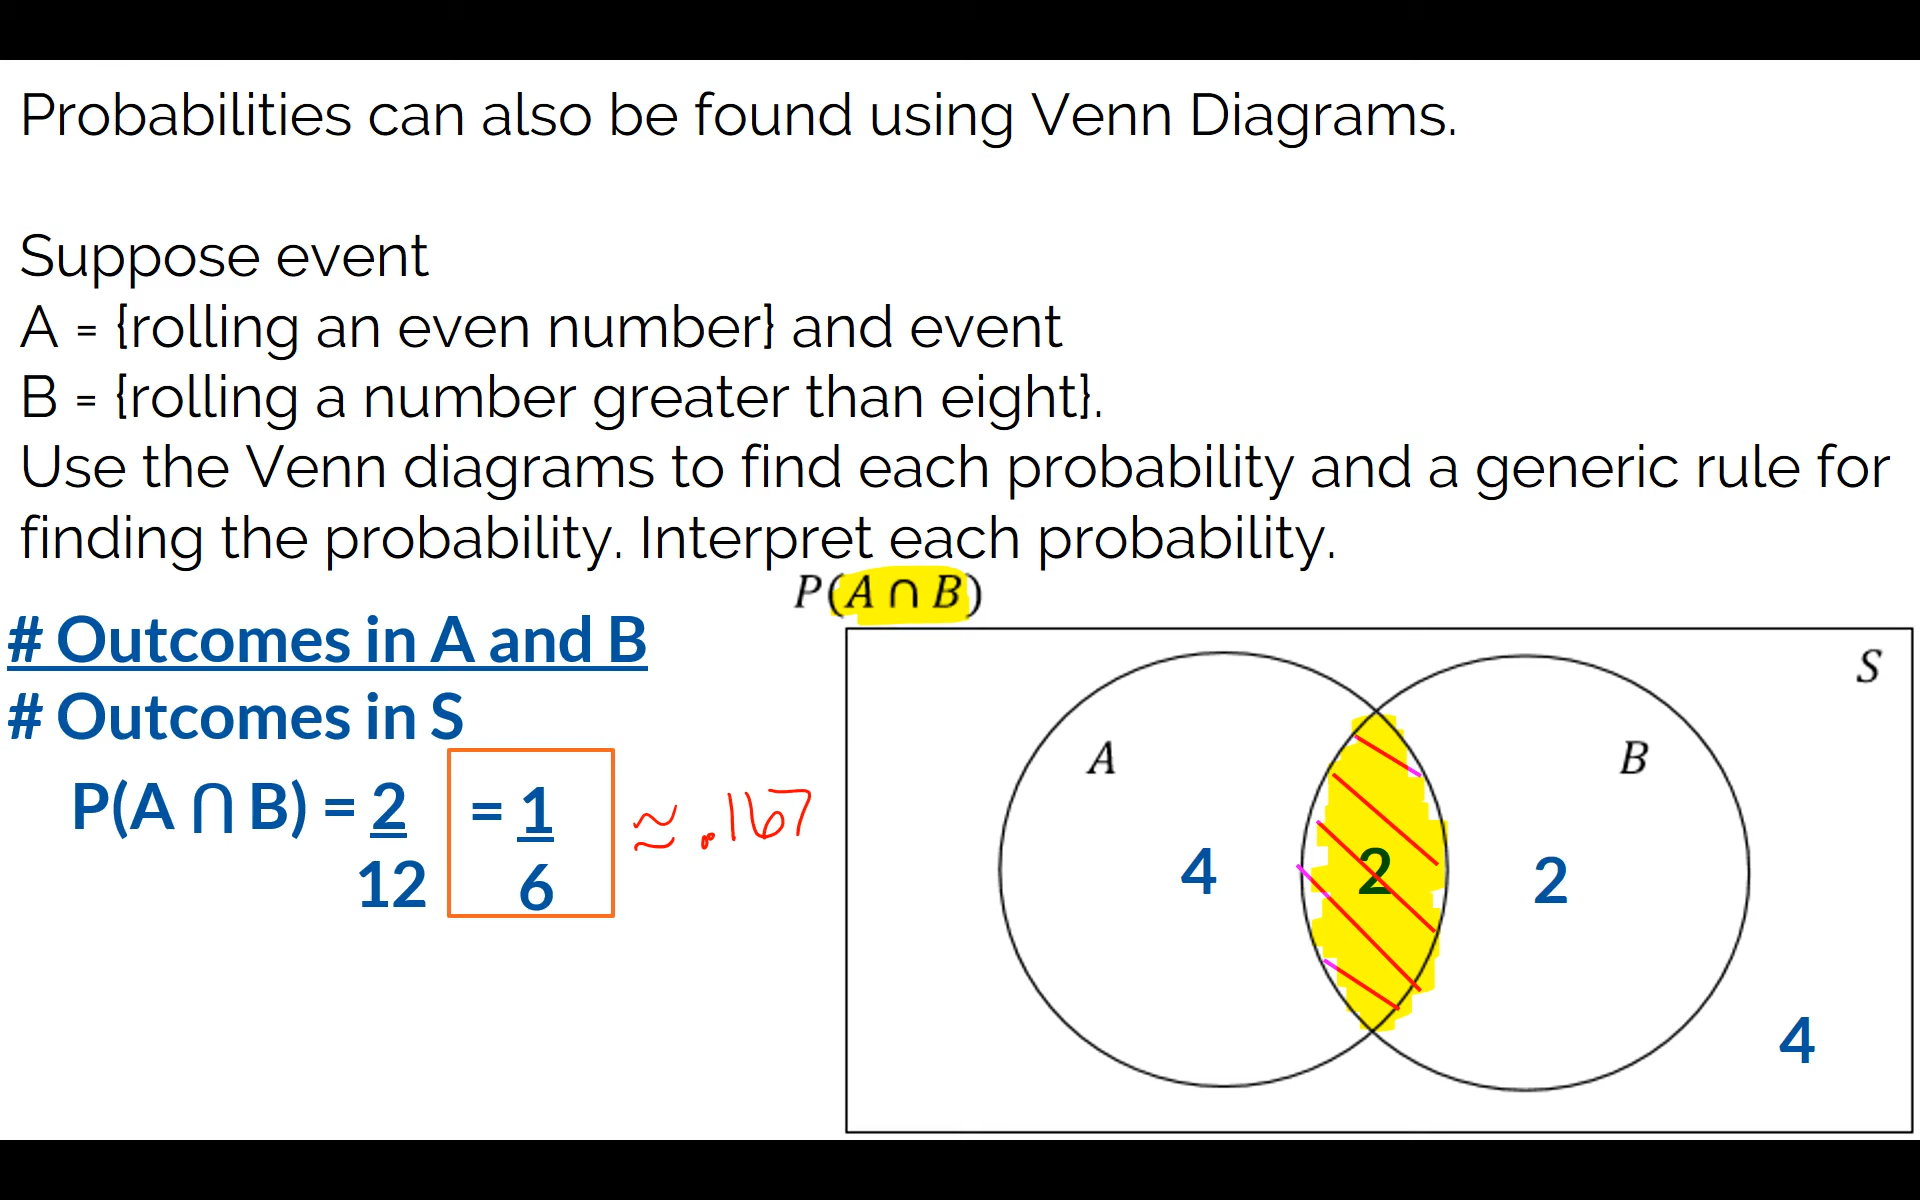 Probabilities can also be found using Venn Diagrams.
Suppose event
A = {rolling an even number} and event
B = {rolling a number greater than eight}.
Use the Venn diagrams to find each probability and a generic rule for
finding the probability. Interpret each probability.
P(A ∩ B)
# Outcomes in A and B
# Outcomes in S
P(A ∩ B) = 2
12
= 1
6
≈ .167
S
A
B
4
2
2
4